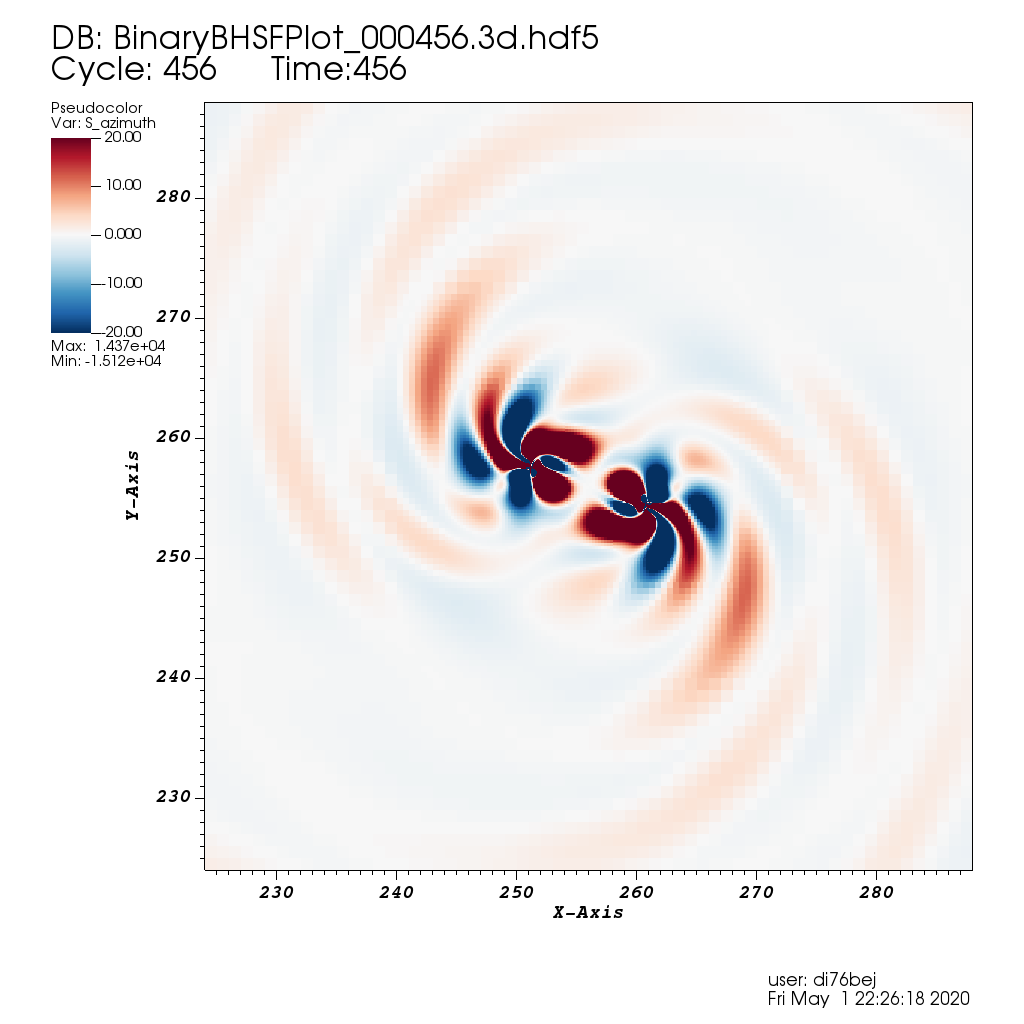 DB: BinaryBHSFPlot_000456.3d.hdf5
Cycle: 456 Time:456
Pseudocolor
Var: S_azimuth
20.00
10.00
0.000
-10.00
-20.00
Max: 1.437e+04
Min: -1.512e+04
280
270
260
250
240
230
Y-Axis
230 240 250 260 270 280
X-Axis
user: di76bej
Fri May 1 22:26:18 2020